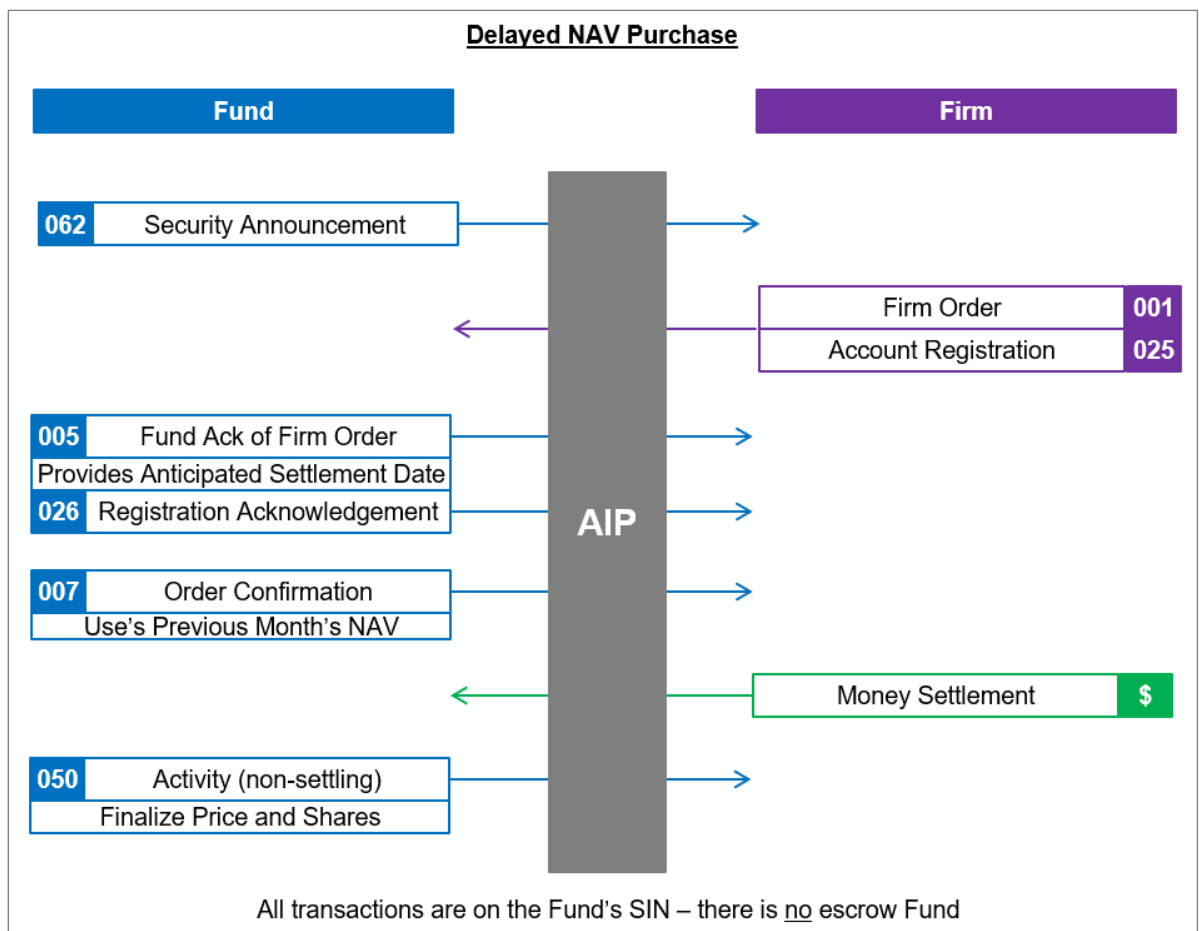 Delayed NAV Purchase
Fund
Firm
062 Security Announcement
Firm Order 001
Account Registration 025
005 Fund Ack of Firm Order
Provides Anticipated Settlement Date
026 Registration Acknowledgement
AIP
007 Order Confirmation
Use's Previous Month's NAV
Money Settlement $
050 Activity (non-settling)
Finalize Price and Shares
All transactions are on the Fund's SIN – there is no escrow Fund